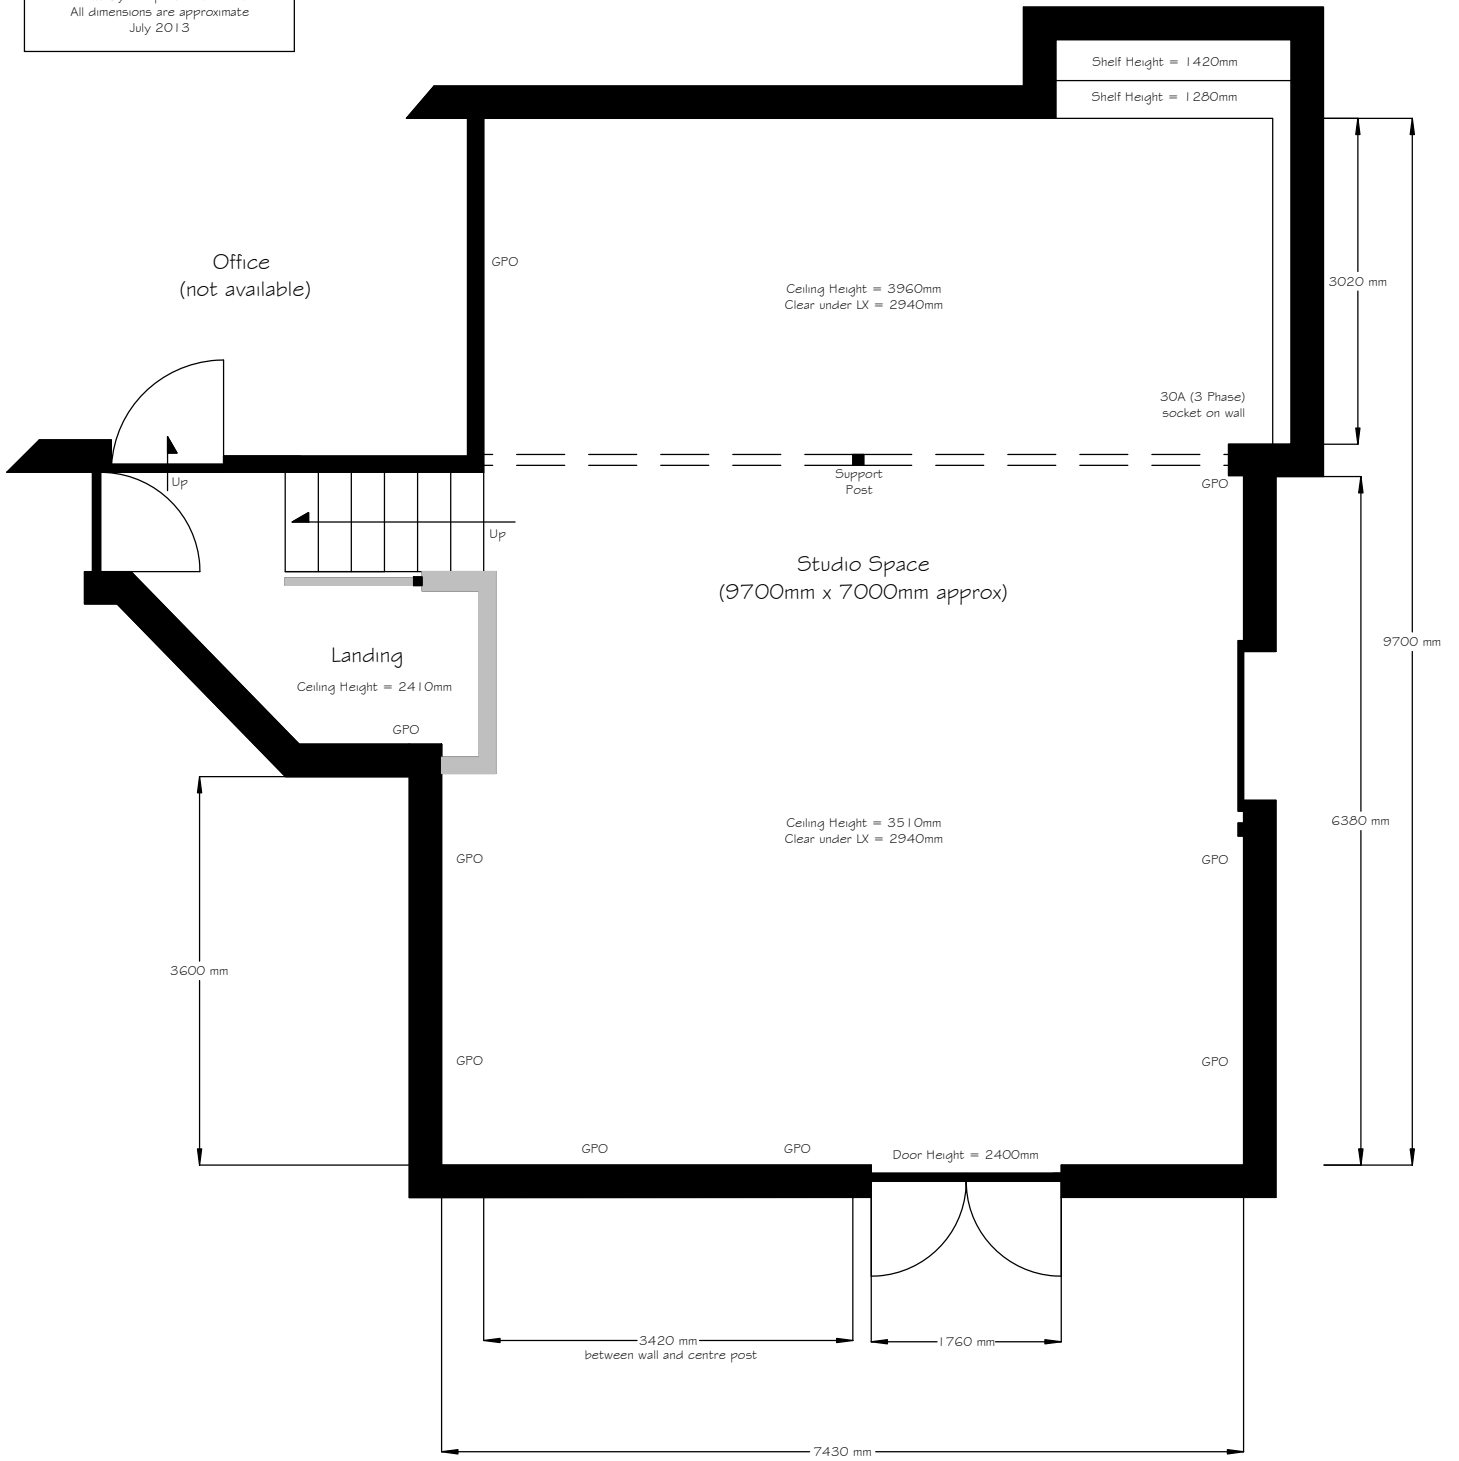 All dimensions are approximate
July 2013
Shelf Height = 1420mm
Shelf Height = 1280mm
Office
(not available)
GPO
Ceiling Height = 3960mm
Clear under LX = 2940mm
3020 mm
30A (3 Phase)
socket on wall
Up
Support
Post
GPO
Up
Studio Space
(9700mm x 7000mm approx)
9700 mm
Landing
Ceiling Height = 2410mm
GPO
6380 mm
Ceiling Height = 3510mm
Clear under LX = 2940mm
GPO
GPO
3600 mm
GPO
GPO
GPO
GPO
Door Height = 2400mm
3420 mm
between wall and centre post
1760 mm
7430 mm